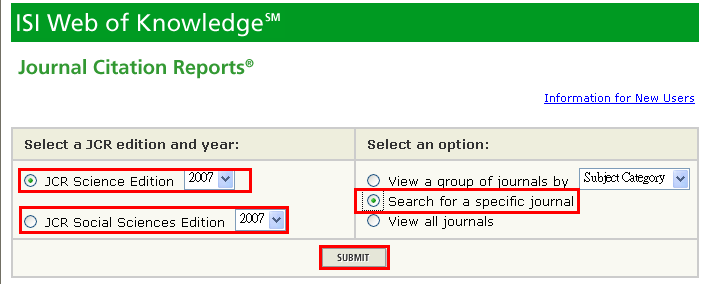 ISI Web of Knowledge℠
Journal Citation Reports®
Information for New Users
Select a JCR edition and year:
JCR Science Edition 2007
JCR Social Sciences Edition 2007
Select an option:
View a group of journals by Subject Category
Search for a specific journal
View all journals
SUBMIT